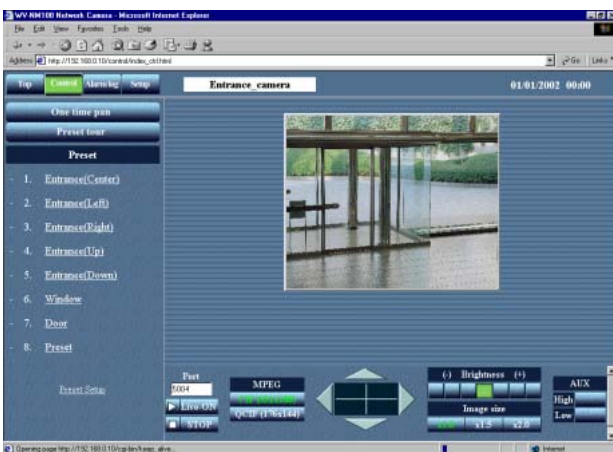 WV-NM100 Network Camera - Microsoft Internet Explorer
File Edit View Favorites Tools Help
Address http://192.168.0.10/control/index_ctl.html Go Links
Top Control Alarm log Setup Entrance_camera 01/01/2002 00:00
One time pan
Preset tour
Preset
1. Entrance(Center)
2. Entrance(Left)
3. Entrance(Right)
4. Entrance(Up)
5. Entrance(Down)
6. Window
7. Door
8. Preset
Preset Setup
Port
5004
Live ON
STOP
MPEG
QCIF (176x144)
(-) Brightness (+)
Image size
x1.0 x1.5 x2.0
AUX
High
Low
Internet